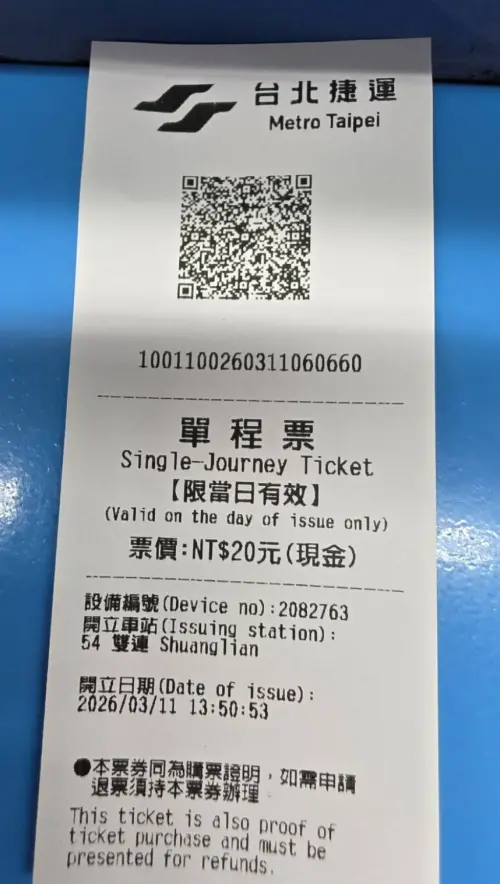 台北捷運
Metro Taipei
1001100260311060660
單程票
Single-Journey Ticket
【限當日有效】
(Valid on the day of issue only)
票價:NT$20元(現金)
設備編號(Device no):2082763
開立車站(Issuing station):
54 雙連 Shuanglian
開立日期(Date of issue):
2026/03/11 13:50:53
●本票券同為購票證明，如需申請
退票須持本票券辦理。
This ticket is also proof of
ticket purchase and must be
presented for refunds.